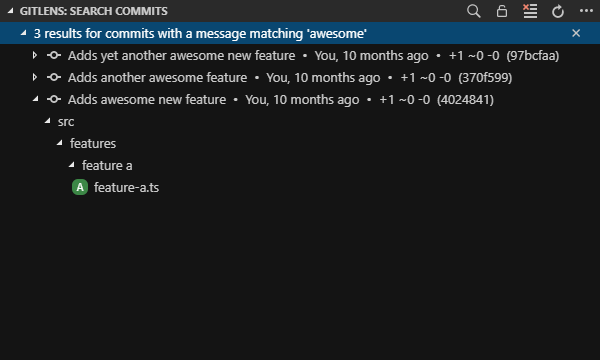 GITLENS: SEARCH COMMITS
3 results for commits with a message matching 'awesome'
Adds yet another awesome new feature • You, 10 months ago • +1 ~0 -0 (97bcfaa)
Adds another awesome feature • You, 10 months ago • +1 ~0 -0 (370f599)
Adds awesome new feature • You, 10 months ago • +1 ~0 -0 (4024841)
src
features
feature a
A feature-a.ts